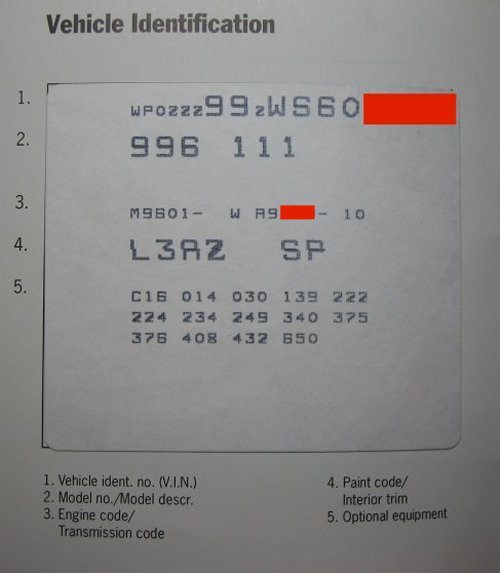 Vehicle Identification
1. WP0ZZZ99ZWS60
2. 996 111
3. M9601- W A9 - 10
4. L3AZ SP
5. C16 014 030 139 222
224 234 249 340 375
376 408 432 650
1. Vehicle ident. no. (V.I.N.)
2. Model no./Model descr.
3. Engine code/
Transmission code
4. Paint code/
Interior trim
5. Optional equipment